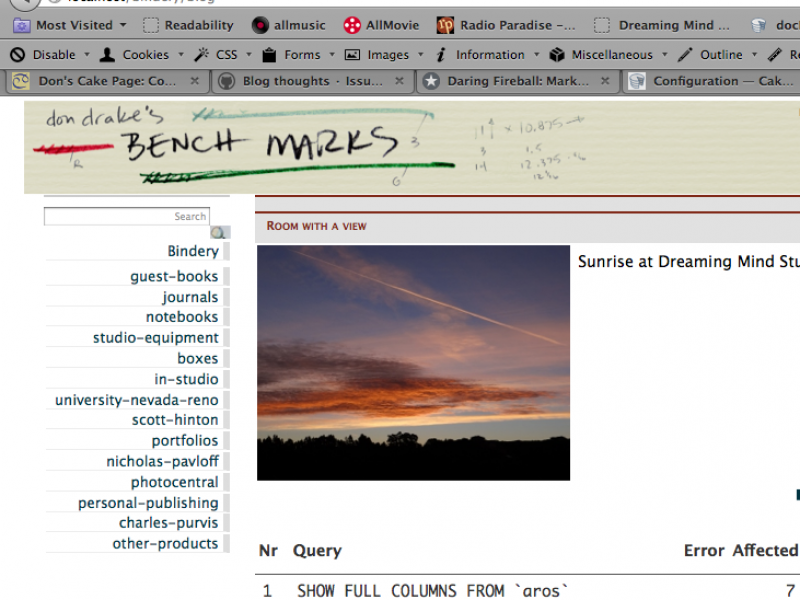 localhost/bindery/blog
Most Visited Readability allmusic AllMovie Radio Paradise -... Dreaming Mind ...
Disable Cookies CSS Forms Images Information Miscellaneous Outline
Don's Cake Page: Co... Blog thoughts · Issu... Daring Fireball: Mark... Configuration — Cak...
don drake's
BENCH MARKS
3
R
G
Search
ROOM WITH A VIEW
Bindery
Sunrise at Dreaming Mind Stu
guest-books
journals
notebooks
studio-equipment
boxes
in-studio
university-nevada-reno
scott-hinton
portfolios
nicholas-pavloff
photocentral
personal-publishing
charles-purvis
other-products
Nr Query Error Affected
1 SHOW FULL COLUMNS FROM `aros` 7